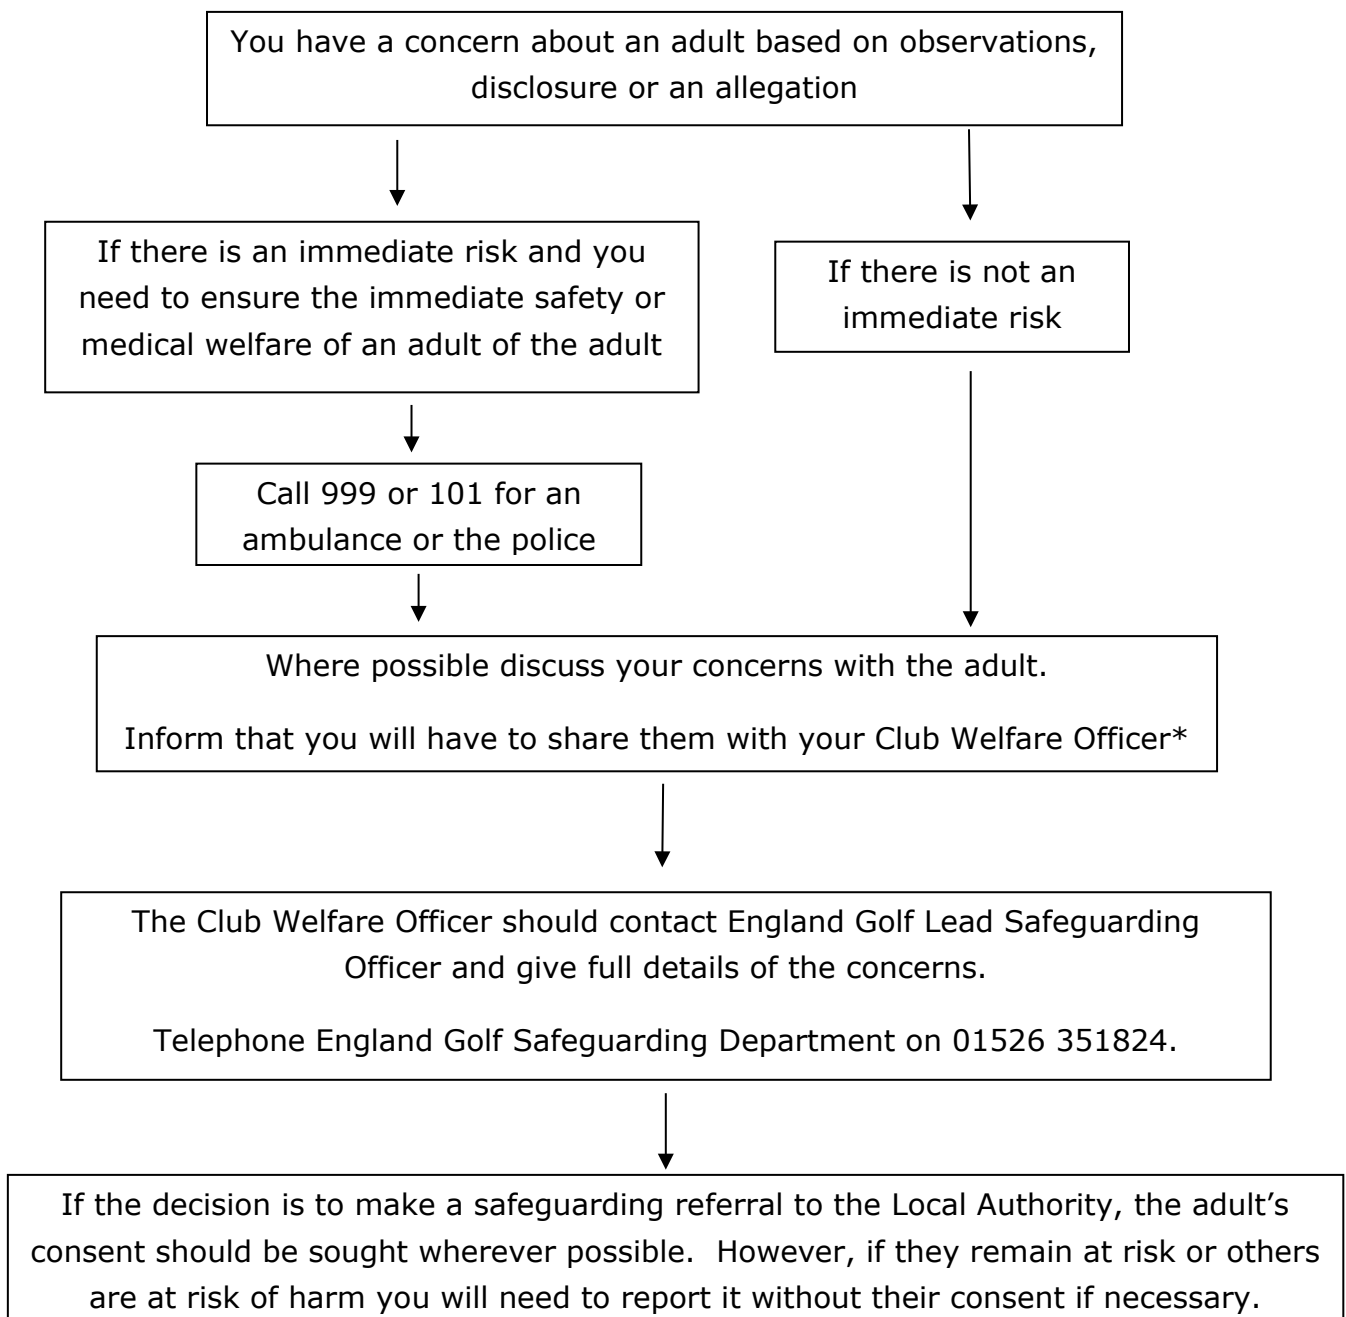 You have a concern about an adult based on observations,
disclosure or an allegation
If there is an immediate risk and you
need to ensure the immediate safety or
medical welfare of an adult of the adult
If there is not an
immediate risk
Call 999 or 101 for an
ambulance or the police
Where possible discuss your concerns with the adult.
Inform that you will have to share them with your Club Welfare Officer*
The Club Welfare Officer should contact England Golf Lead Safeguarding
Officer and give full details of the concerns.
Telephone England Golf Safeguarding Department on 01526 351824.
If the decision is to make a safeguarding referral to the Local Authority, the adult’s
consent should be sought wherever possible.  However, if they remain at risk or others
are at risk of harm you will need to report it without their consent if necessary.